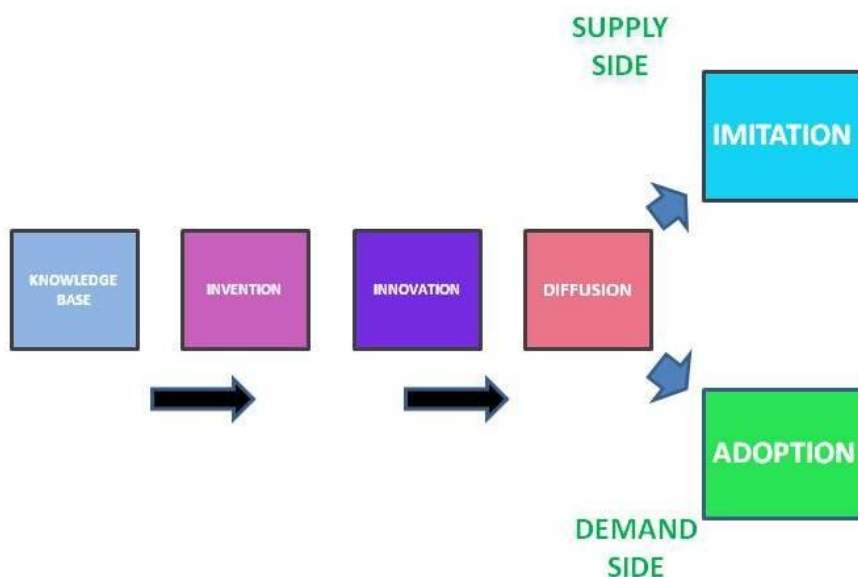 SUPPLY
SIDE
IMITATION
KNOWLEDGE
BASE
INVENTION
INNOVATION
DIFFUSION
ADOPTION
DEMAND
SIDE